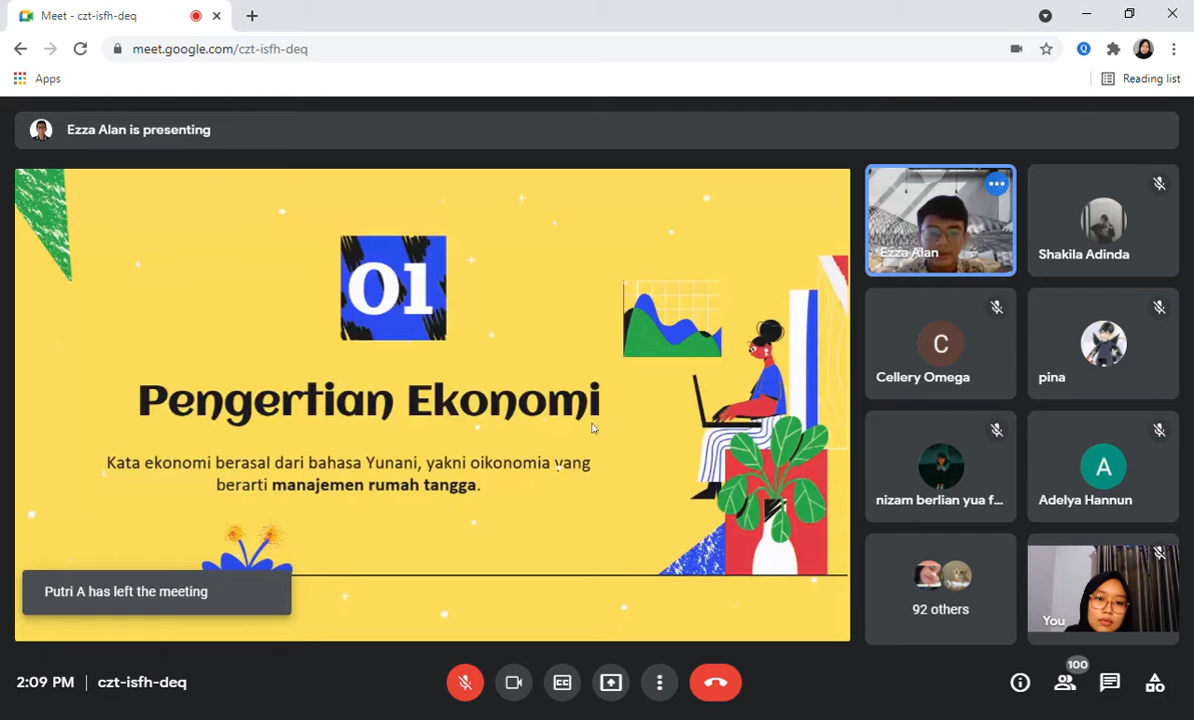 Meet - czt-isfh-deq
meet.google.com/czt-isfh-deq
Apps
Reading list
Ezza Alan is presenting
01
Pengertian Ekonomi
Kata ekonomi berasal dari bahasa Yunani, yakni oikonomia yang
berarti manajemen rumah tangga.
Putri A has left the meeting
Ezza Alan
Shakila Adinda
C
Cellery Omega
pina
nizam berlian yua f...
A
Adelya Hannun
92 others
You
2:09 PM | czt-isfh-deq
100